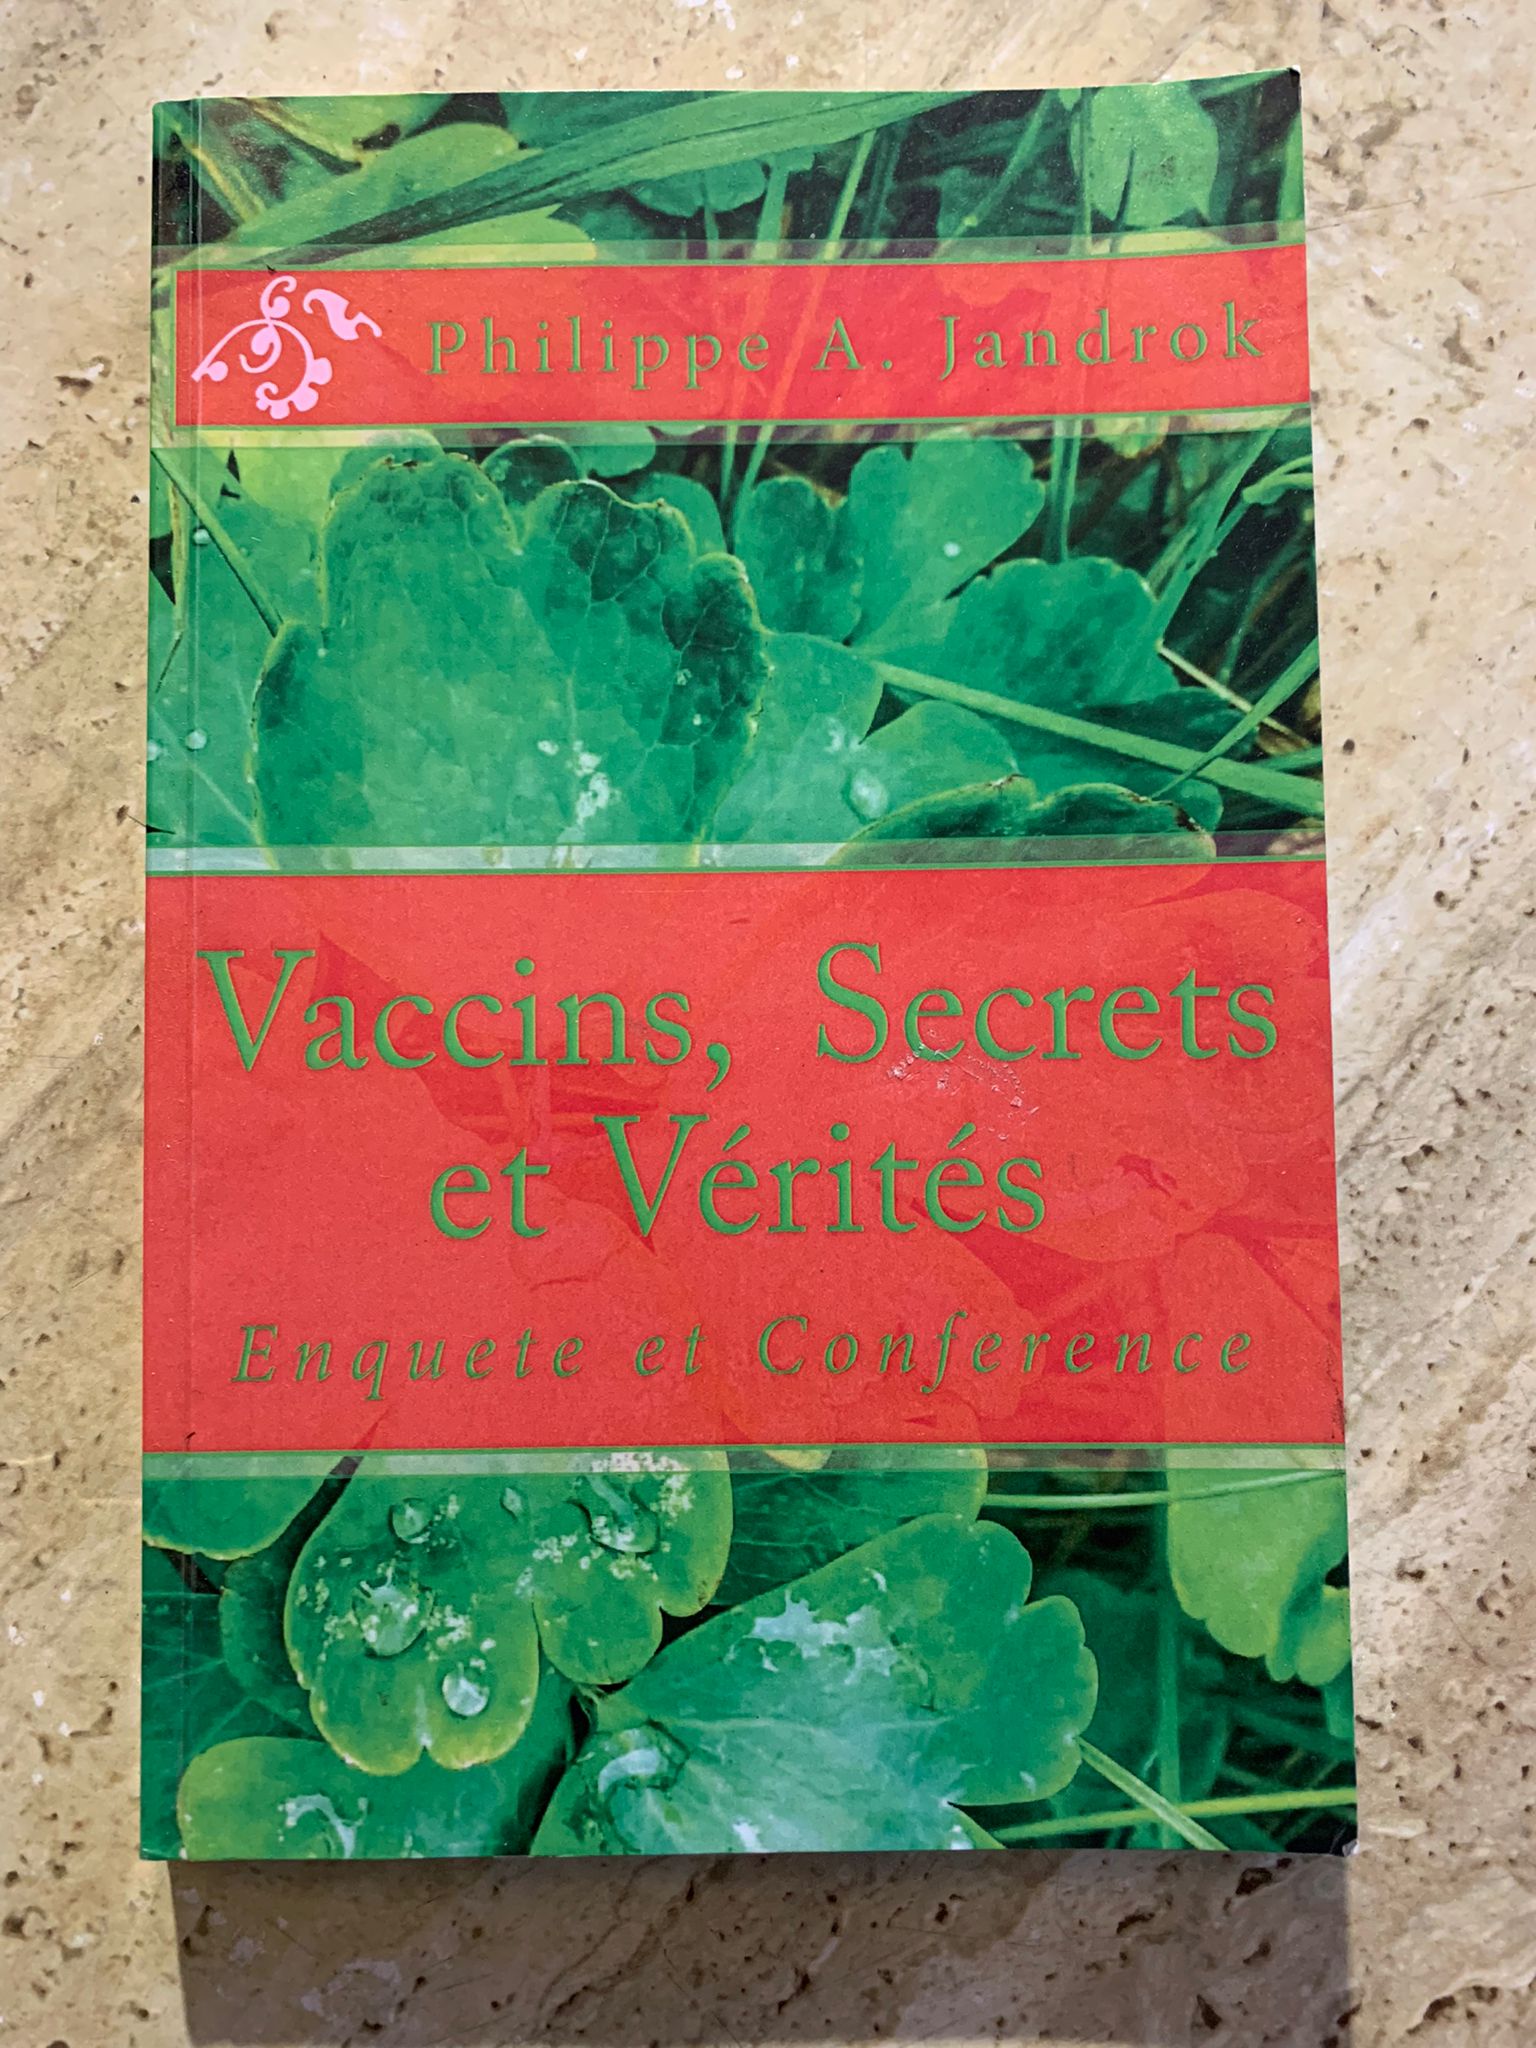 Philippe A. Jandrok
Vaccins, Secrets
et Vérités
Enquete et Conference